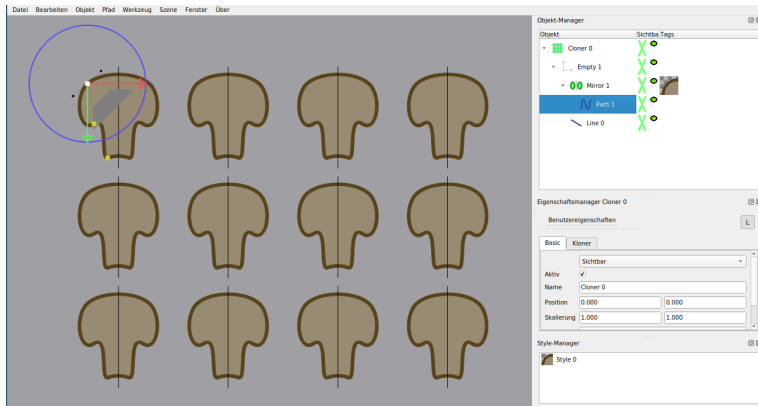 Datei Bearbeiten Objekt Pfad Werkzeug Szene Fenster Über
Objekt-Manager
Objekt Sichtba Tags
Cloner 0
Empty 1
Mirror 1
Path 1
Line 0
Eigenschaftsmanager Cloner 0
Benutzereigenschaften L
Basic Kloner
Sichtbar
Aktiv
Name Cloner 0
Position 0.000 0.000
Skalierung 1.000 1.000
Style-Manager
Style 0